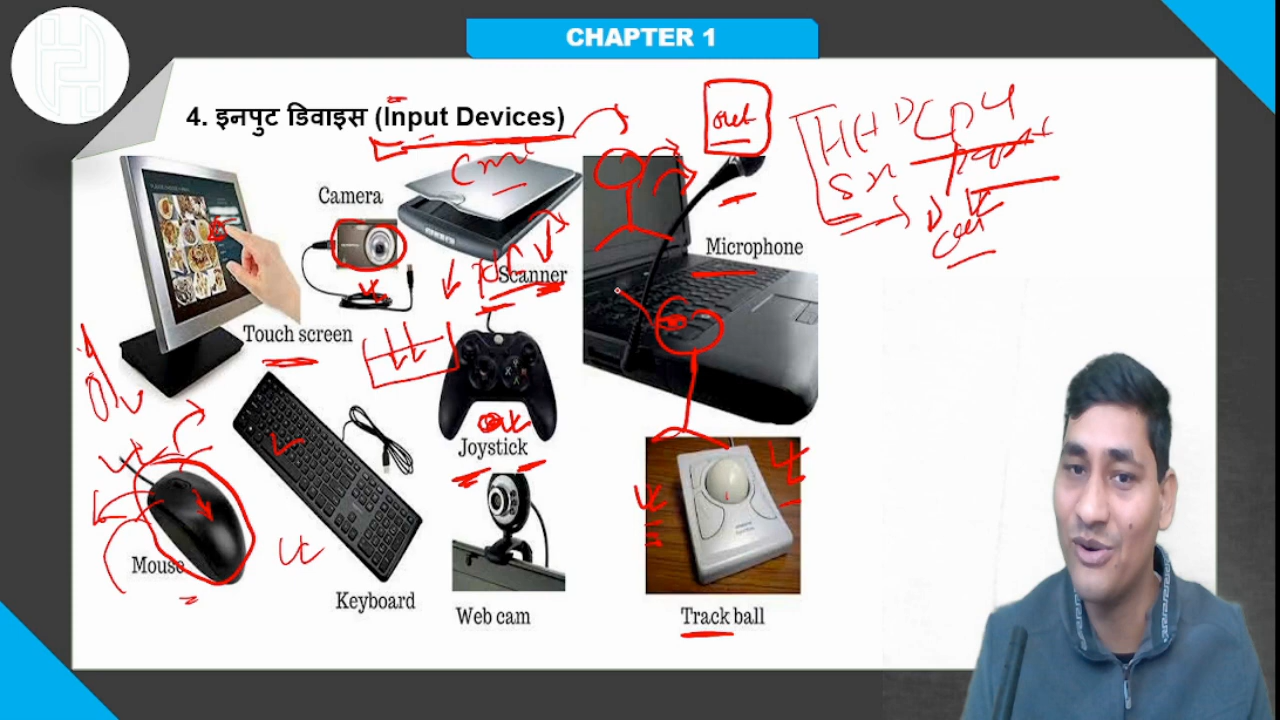 CHAPTER 1
4. इनपुट डिवाइस (Input Devices)
out
Camera
Microphone
Scanner
Touch screen
Joystick
Mouse
Keyboard
Web cam
Track ball